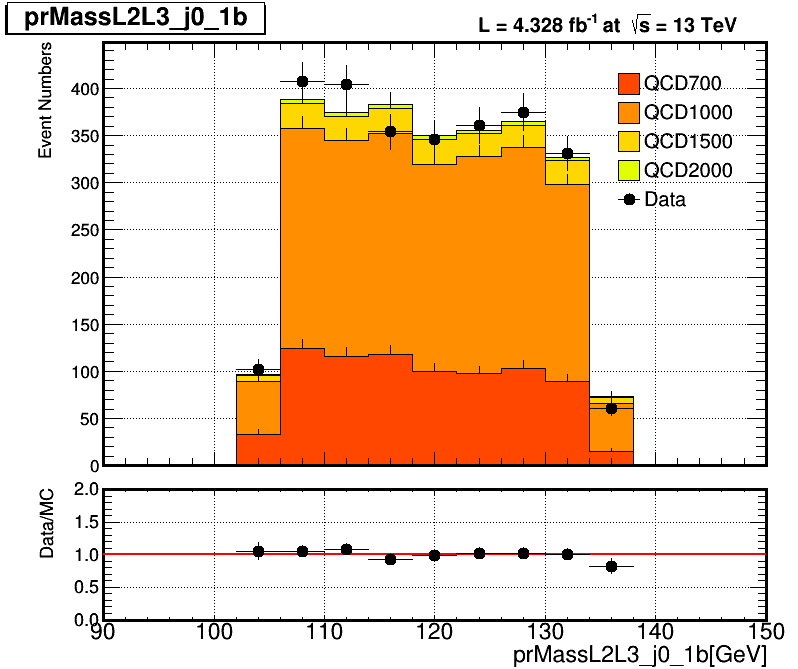 prMassL2L3_j0_1b
L = 4.328 fb⁻¹ at √s = 13 TeV
Event Numbers
400
350
300
250
200
150
100
50
0
QCD700
QCD1000
QCD1500
QCD2000
Data
Data/MC
2.0
1.5
1.0
0.5
0.0
90 100 110 120 130 140 150
prMassL2L3_j0_1b[GeV]